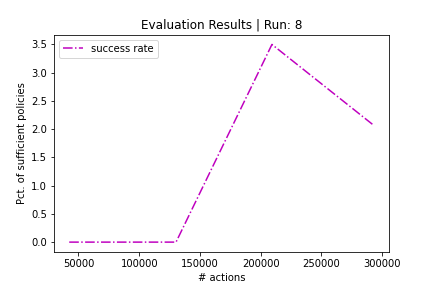 Evaluation Results | Run: 8
success rate
Pct. of sufficient policies
3.5
3.0
2.5
2.0
1.5
1.0
0.5
0.0
50000 100000 150000 200000 250000 300000
# actions